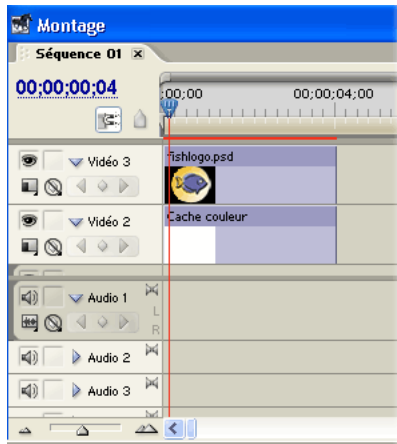 Montage
Séquence 01
00;00;00;04
;00;00 00;00;04;00
Vidéo 3 fishlogo.psd
Vidéo 2 Cache couleur
Audio 1
L
R
Audio 2
Audio 3